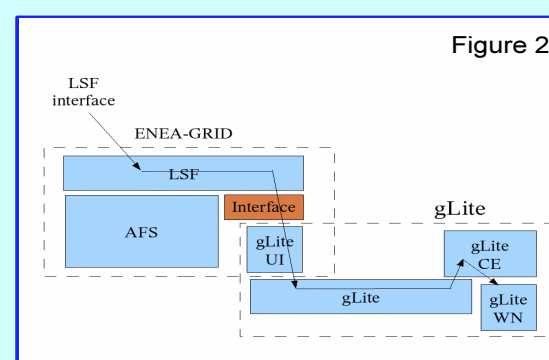 Figure 2
LSF
interface
ENEA-GRID
LSF
Interface
AFS
gLite
gLite
UI
gLite
CE
gLite
gLite
WN